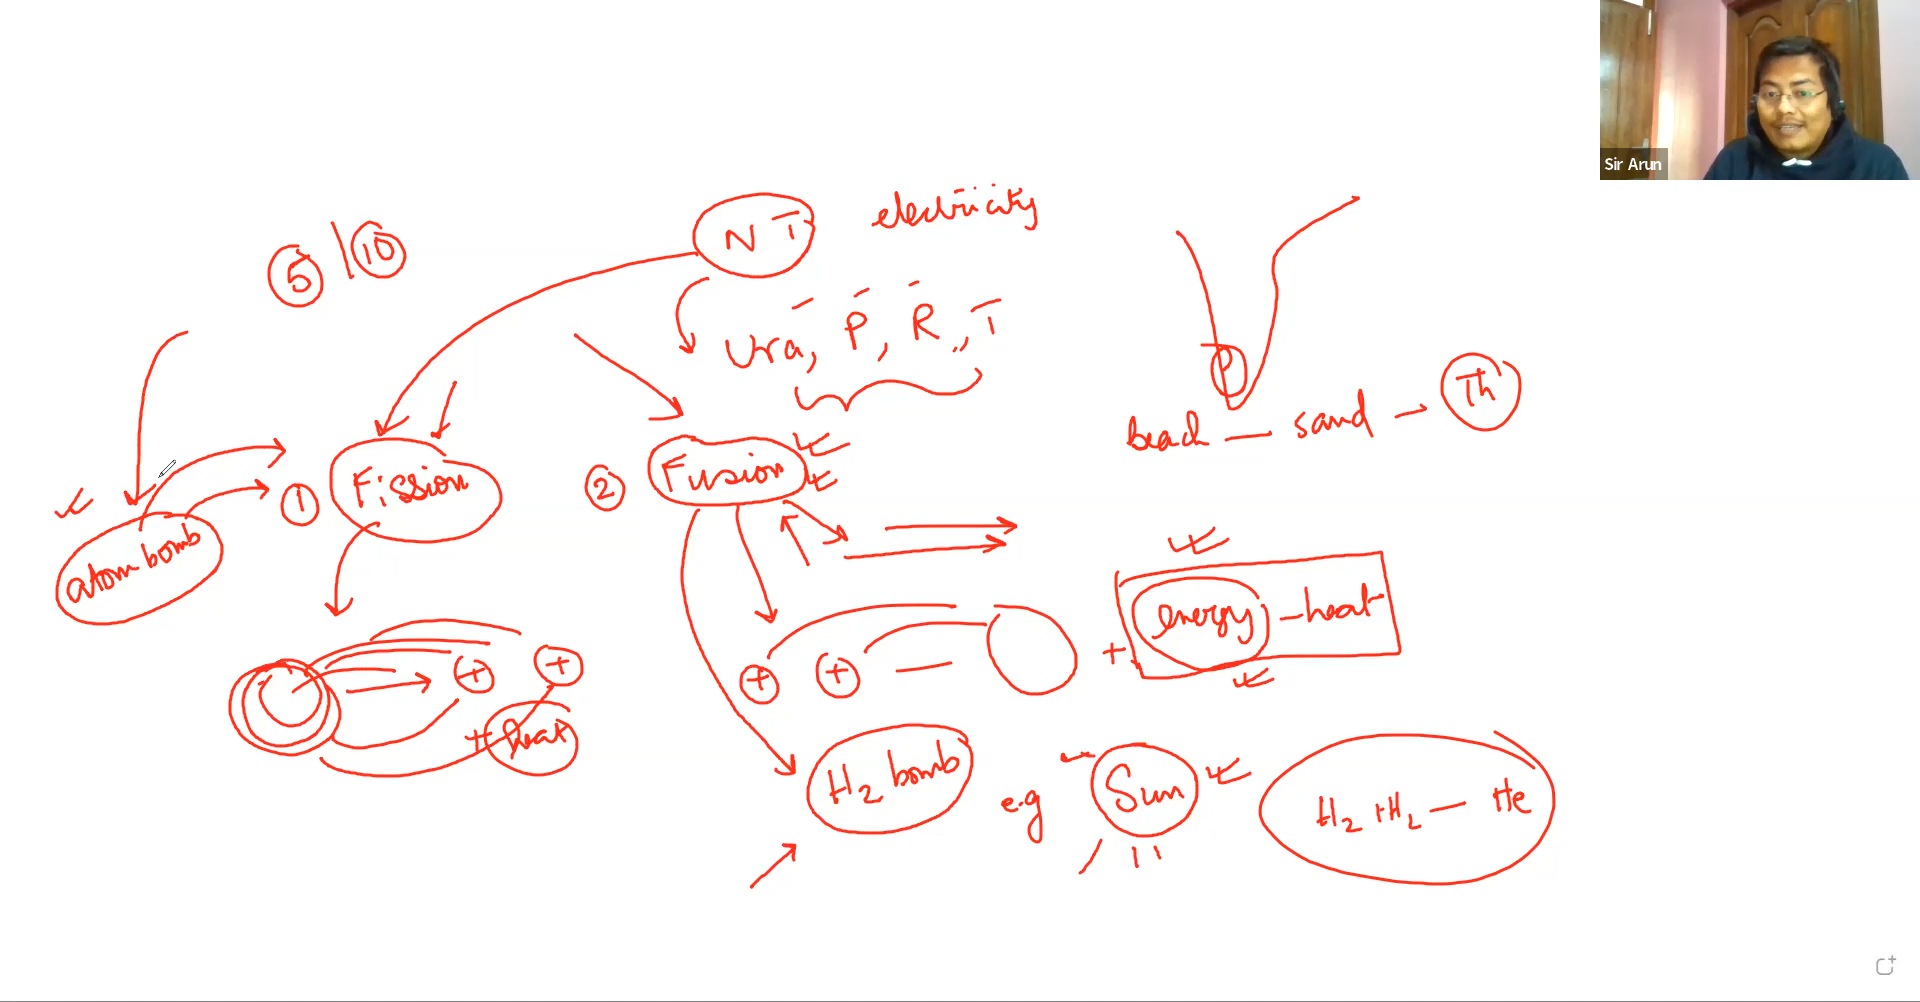 Sir Arun
N T electricity
5 / 10
Ura, P, R, T
Th
beach — sand →
1 Fission
2 Fusion
atom bomb
+ energy – heat
+ +
+ + —
+ heat
H2 bomb
e.g Sun
H2 + H2 — He
P